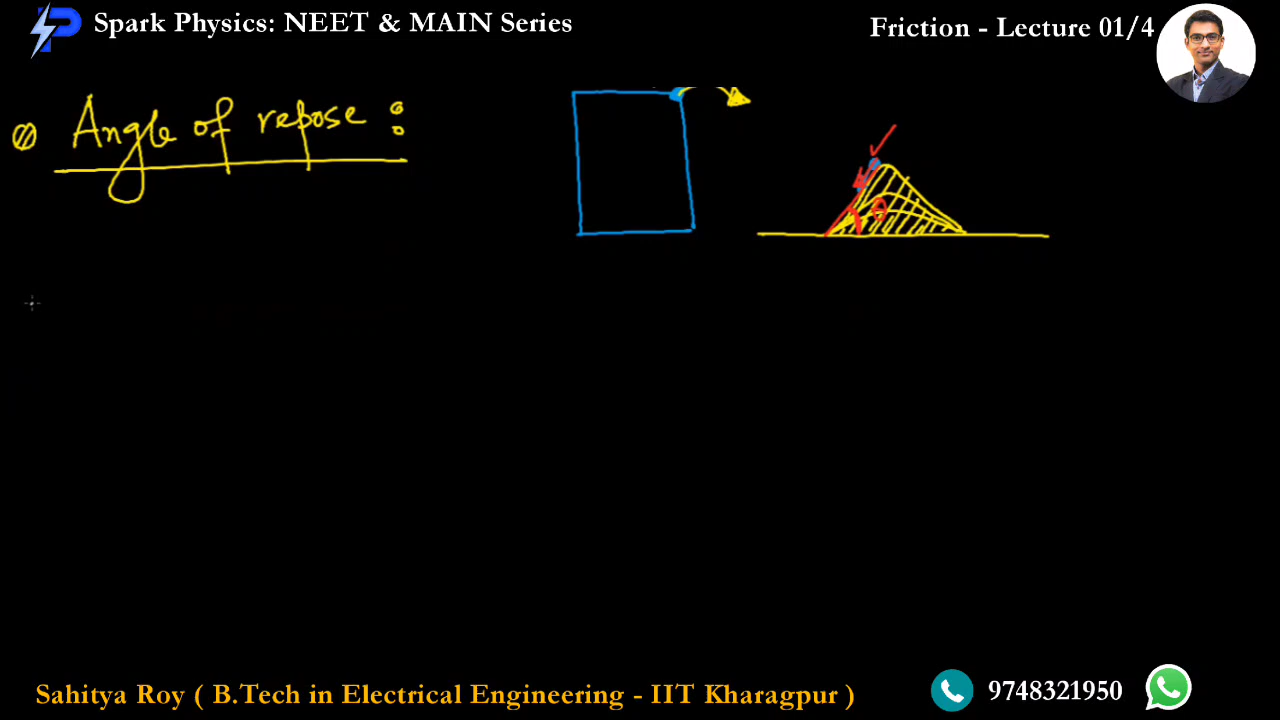 Spark Physics: NEET & MAIN Series
Friction - Lecture 01/4
Angle of repose :
θ
Sahitya Roy ( B.Tech in Electrical Engineering - IIT Kharagpur )
9748321950